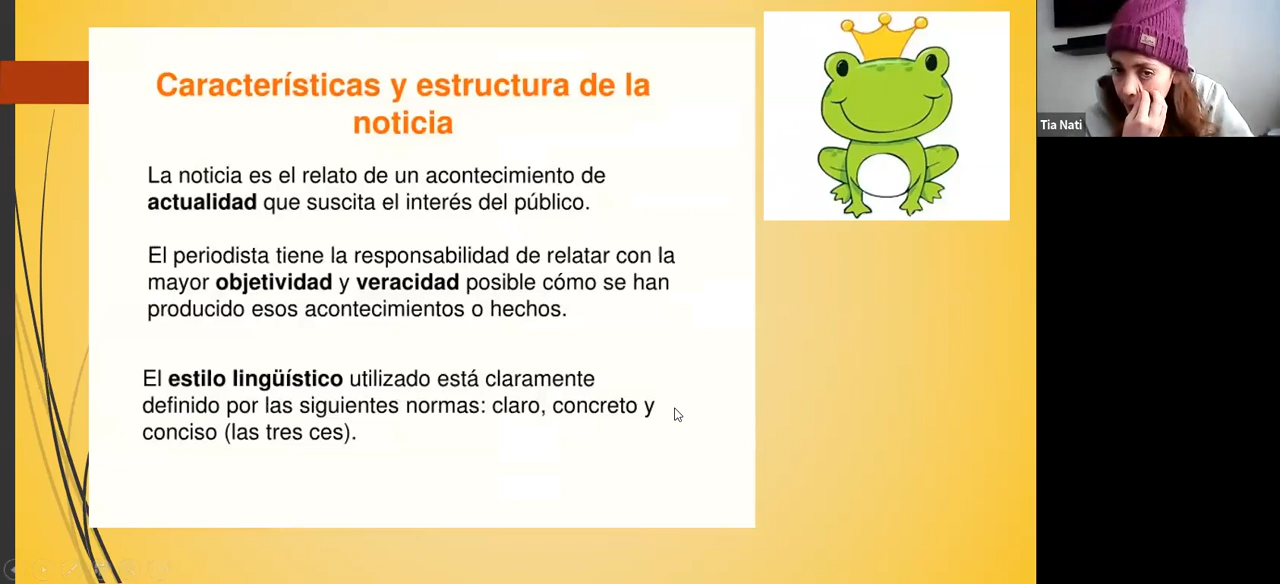 Características y estructura de la
noticia
La noticia es el relato de un acontecimiento de
actualidad que suscita el interés del público.
El periodista tiene la responsabilidad de relatar con la
mayor objetividad y veracidad posible cómo se han
producido esos acontecimientos o hechos.
El estilo lingüístico utilizado está claramente
definido por las siguientes normas: claro, concreto y
conciso (las tres ces).
Tia Nati